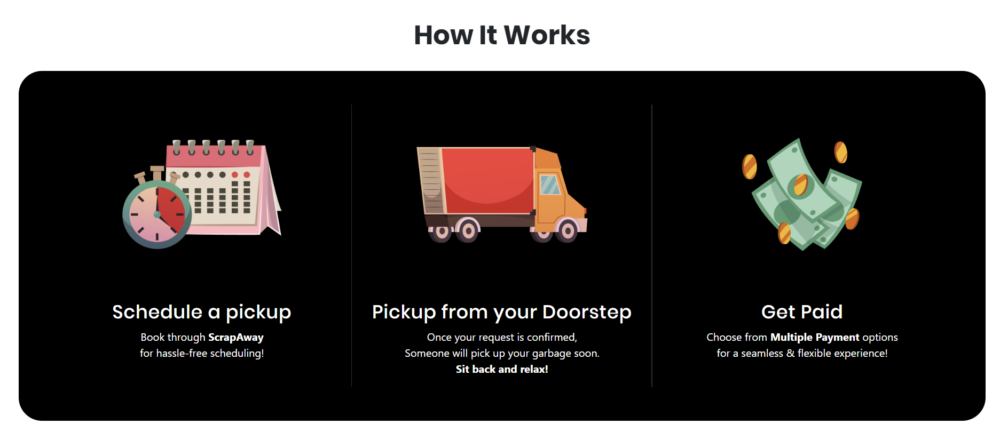 How It Works
Schedule a pickup
Book through ScrapAway
for hassle-free scheduling!
Pickup from your Doorstep
Once your request is confirmed,
Someone will pick up your garbage soon.
Sit back and relax!
Get Paid
Choose from Multiple Payment options
for a seamless & flexible experience!